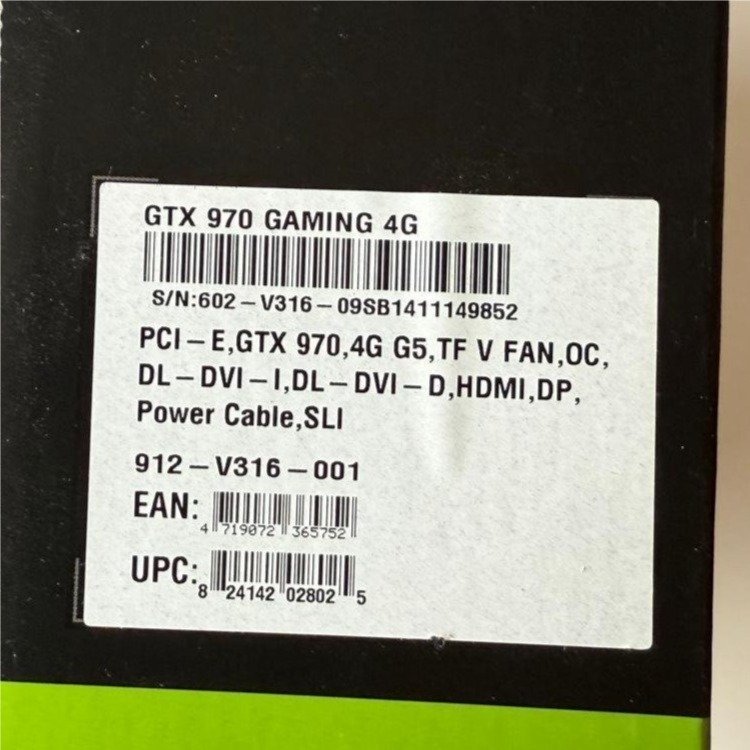 GTX 970 GAMING 4G
S/N:602-V316-09SB1411149852
PCI-E,GTX 970,4G G5,TF V FAN,OC,
DL-DVI-I,DL-DVI-D,HDMI,DP,
Power Cable,SLI
912-V316-001
EAN:
4 719072 365752
UPC:
8 24142 02802 5